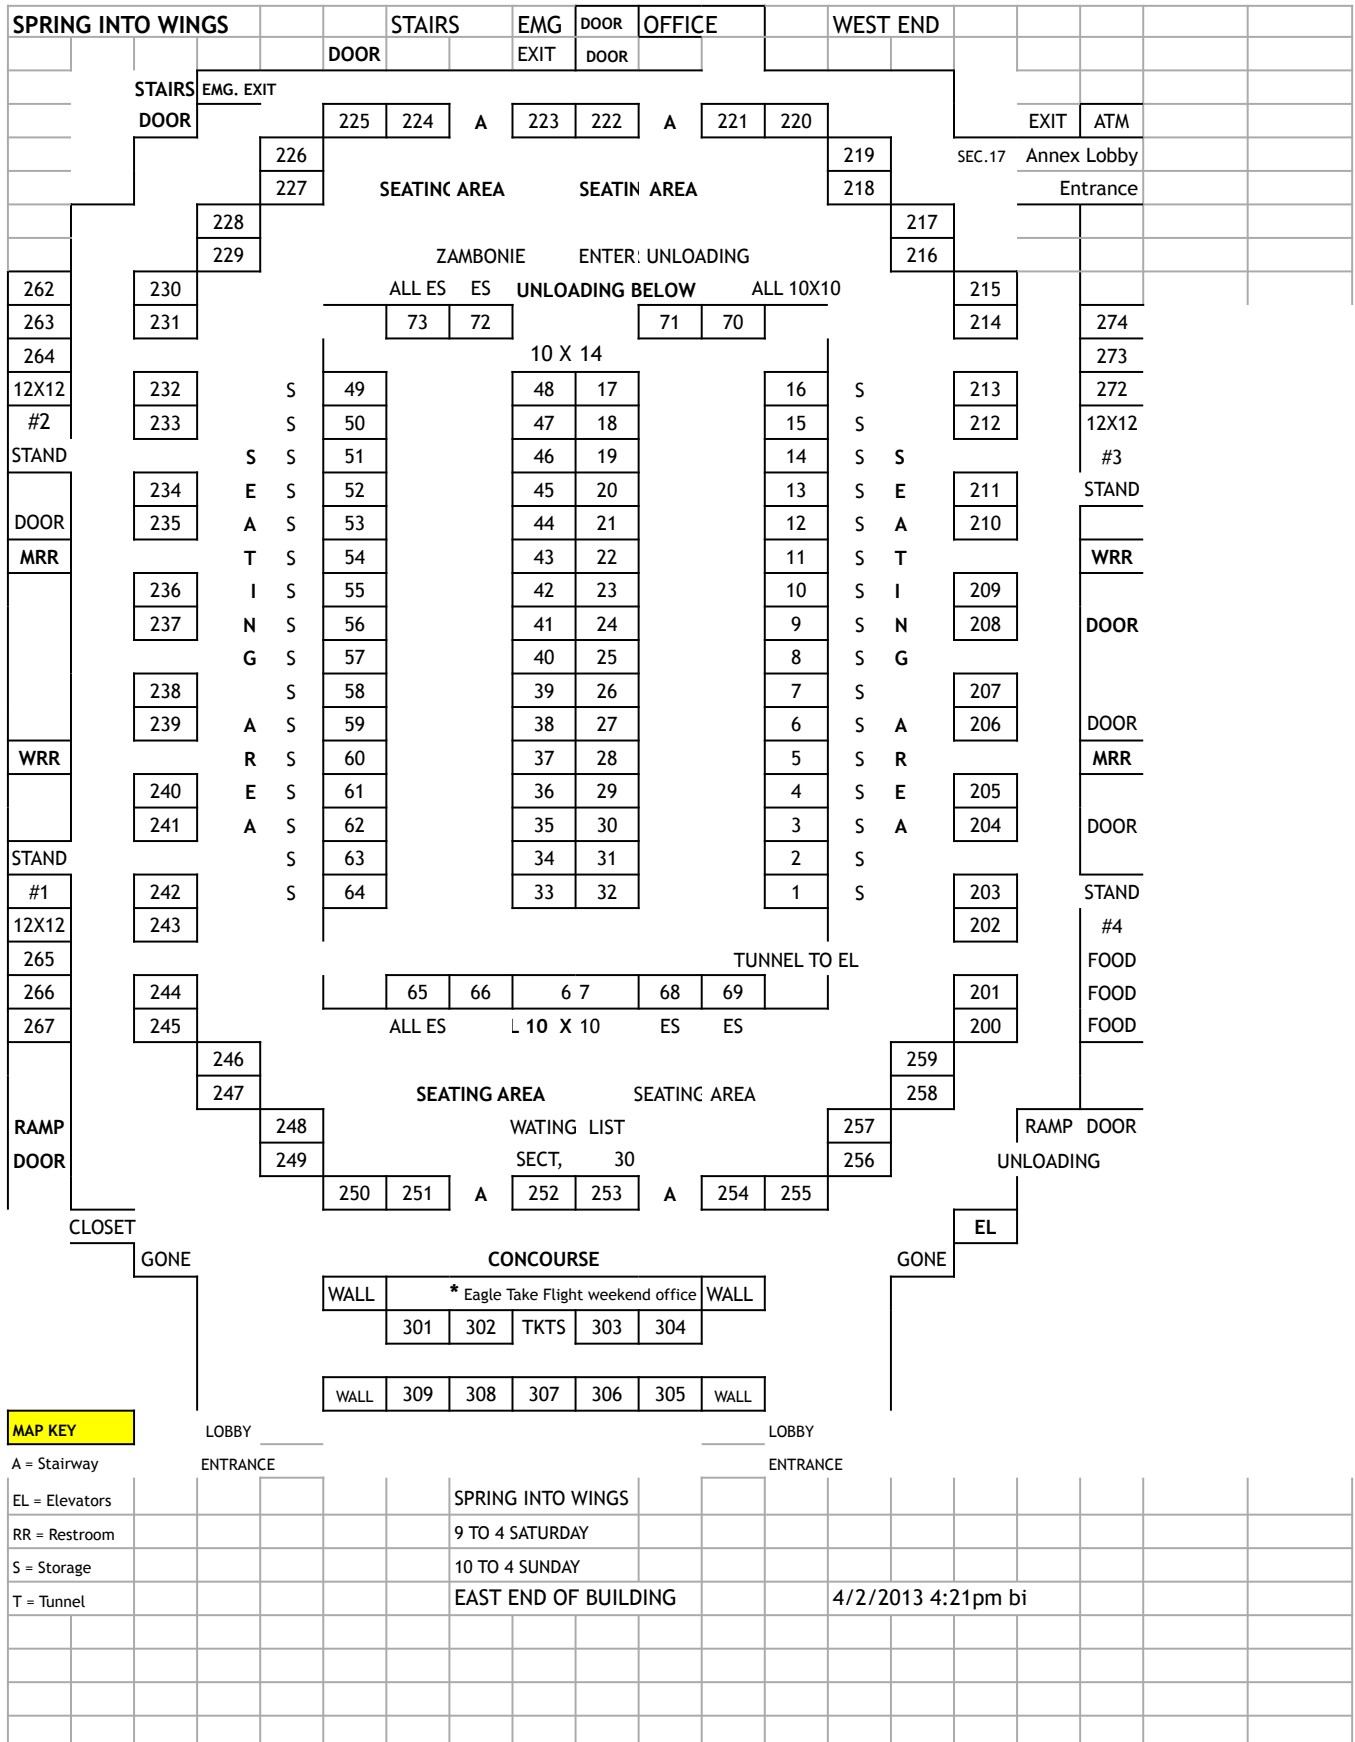 SPRING INTO WINGS STAIRS EMG DOOR OFFICE WEST END
DOOR EXIT DOOR
STAIRS EMG. EXIT
DOOR 225 224 A 223 222 A 221 220 EXIT ATM
226 219 SEC.17 Annex Lobby
227 SEATING AREA SEATIN AREA 218 Entrance
228 217
229 ZAMBONIE ENTER: UNLOADING 216
262 230 ALL ES ES UNLOADING BELOW ALL 10X10 215
263 231 73 72 71 70 214 274
264 10 X 14 273
12X12 232 S 49 48 17 16 S 213 272
#2 233 S 50 47 18 15 S 212 12X12
STAND S S 51 46 19 14 S S #3
234 E S 52 45 20 13 S E 211 STAND
DOOR 235 A S 53 44 21 12 S A 210
MRR T S 54 43 22 11 S T WRR
236 I S 55 42 23 10 S I 209
237 N S 56 41 24 9 S N 208 DOOR
G S 57 40 25 8 S G
238 S 58 39 26 7 S 207
239 A S 59 38 27 6 S A 206 DOOR
WRR R S 60 37 28 5 S R MRR
240 E S 61 36 29 4 S E 205
241 A S 62 35 30 3 S A 204 DOOR
STAND S 63 34 31 2 S
#1 242 S 64 33 32 1 S 203 STAND
12X12 243 202 #4
265 TUNNEL TO EL FOOD
266 244 65 66 6 7 68 69 201 FOOD
267 245 ALL ES L 10 X 10 ES ES 200 FOOD
246 259
247 SEATING AREA SEATING AREA 258
RAMP 248 WATING LIST 257 RAMP DOOR
DOOR 249 SECT, 30 256 UNLOADING
250 251 A 252 253 A 254 255
CLOSET EL
GONE CONCOURSE GONE
WALL * Eagle Take Flight weekend office WALL
301 302 TKTS 303 304
WALL 309 308 307 306 305 WALL
MAP KEY LOBBY LOBBY
A = Stairway ENTRANCE ENTRANCE
EL = Elevators SPRING INTO WINGS
RR = Restroom 9 TO 4 SATURDAY
S = Storage 10 TO 4 SUNDAY
T = Tunnel EAST END OF BUILDING 4/2/2013 4:21pm bi